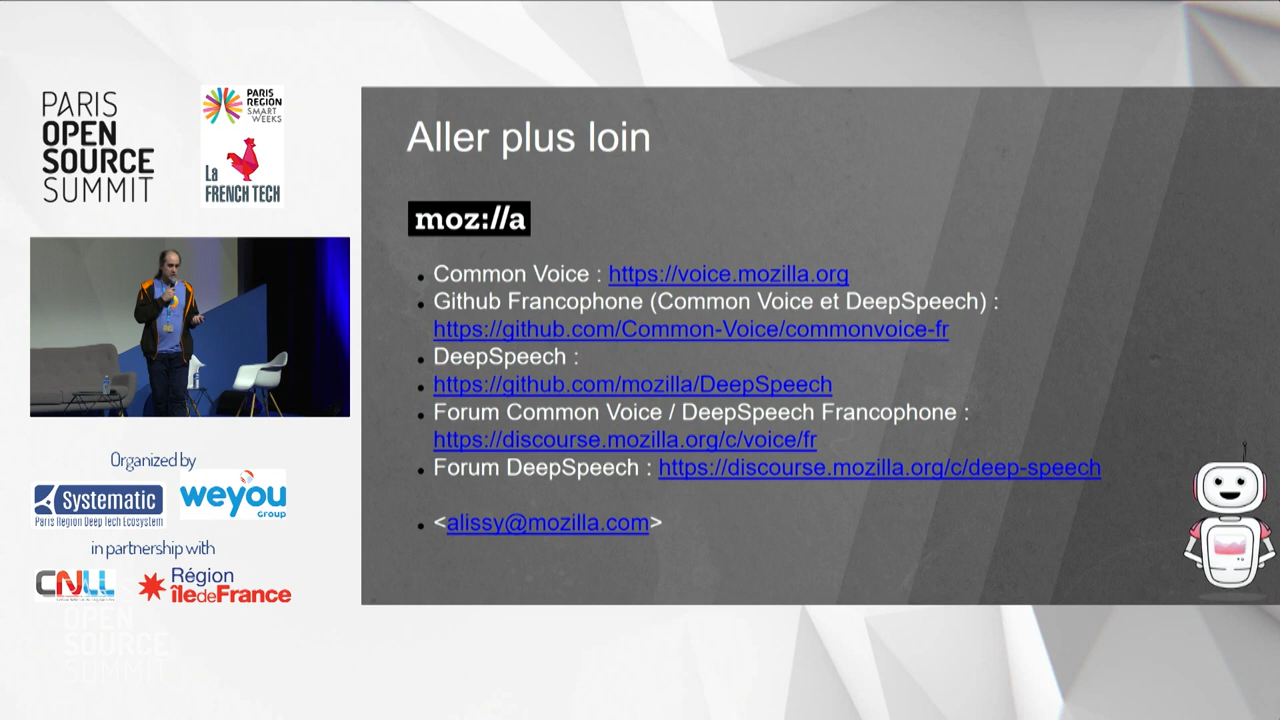 PARIS
OPEN
SOURCE
SUMMIT
PARIS
REGION
SMART
WEEKS
La
FRENCH TECH
Organized by
Systematic
Paris Region Deep Tech Ecosystem
weyou
Group
in partnership with
CNLL
Région
îledeFrance
OPEN
SOURCE
SUMMIT
Aller plus loin
moz://a
• Common Voice : https://voice.mozilla.org
• Github Francophone (Common Voice et DeepSpeech) :
https://github.com/Common-Voice/commonvoice-fr
• DeepSpeech :
• https://github.com/mozilla/DeepSpeech
• Forum Common Voice / DeepSpeech Francophone :
https://discourse.mozilla.org/c/voice/fr
• Forum DeepSpeech : https://discourse.mozilla.org/c/deep-speech
• <alissy@mozilla.com>